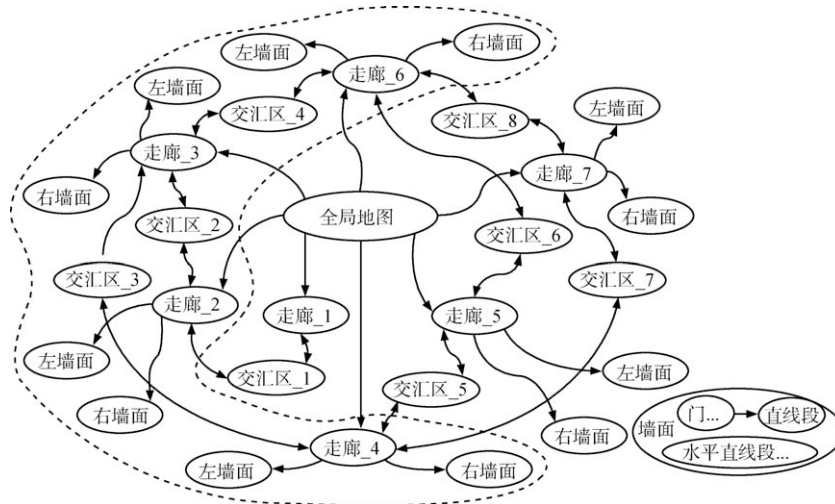 左墙面
右墙面
走廊_6
左墙面
交汇区_4
交汇区_8
左墙面
走廊_3
走廊_7
右墙面
右墙面
全局地图
交汇区_2
交汇区_6
交汇区_3
交汇区_7
走廊_2
走廊_1
走廊_5
左墙面
交汇区_1
交汇区_5
左墙面
右墙面
门...
直线段
墙面
右墙面
走廊_4
水平直线段...
左墙面
右墙面